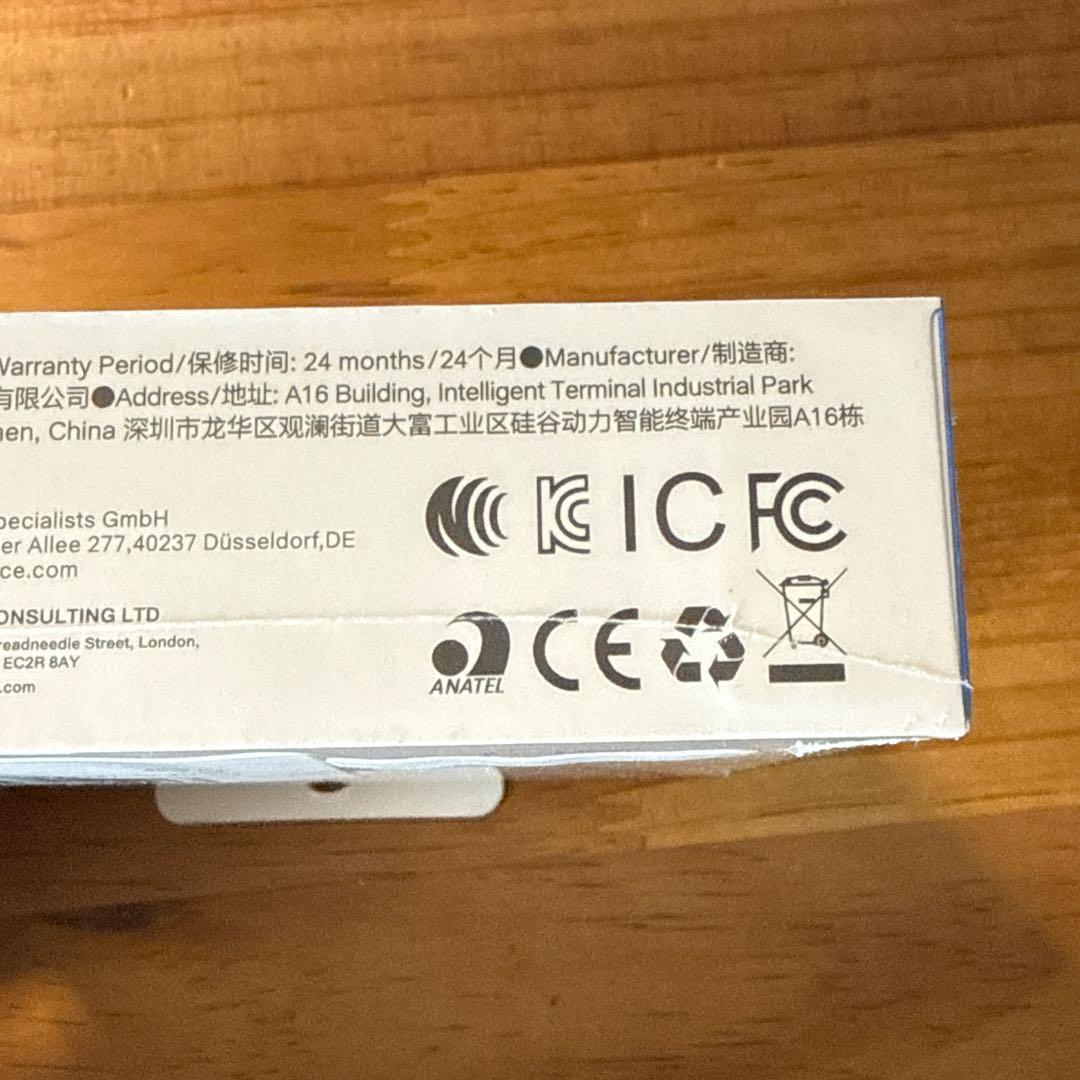 Warranty Period/保修时间: 24 months/24个月●Manufacturer/制造商:
有限公司●Address/地址: A16 Building, Intelligent Terminal Industrial Park
hen, China 深圳市龙华区观澜街道大富工业区硅谷动力智能终端产业园A16栋
pecialists GmbH
er Allee 277,40237 Düsseldorf,DE
ce.com
ONSULTING LTD
readneedle Street, London,
EC2R 8AY
.com
IC FC
ANATEL CE